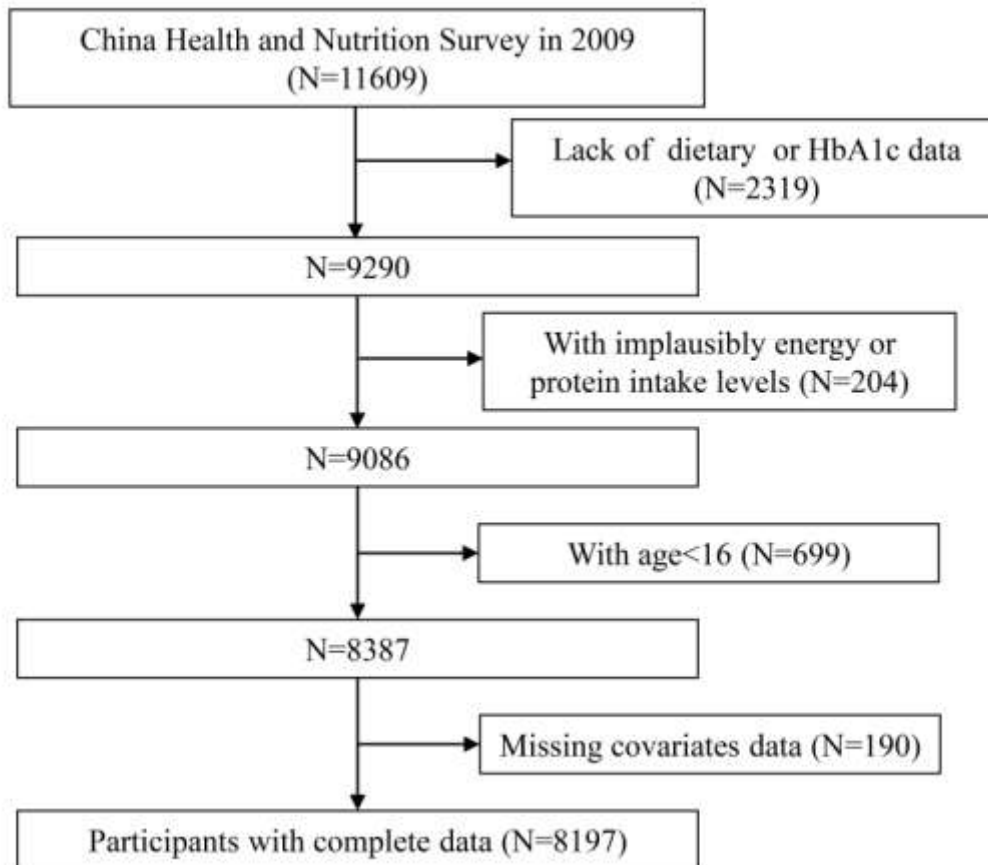 China Health and Nutrition Survey in 2009
(N=11609)
Lack of dietary or HbA1c data
(N=2319)
N=9290
With implausibly energy or
protein intake levels (N=204)
N=9086
With age<16 (N=699)
N=8387
Missing covariates data (N=190)
Participants with complete data (N=8197)